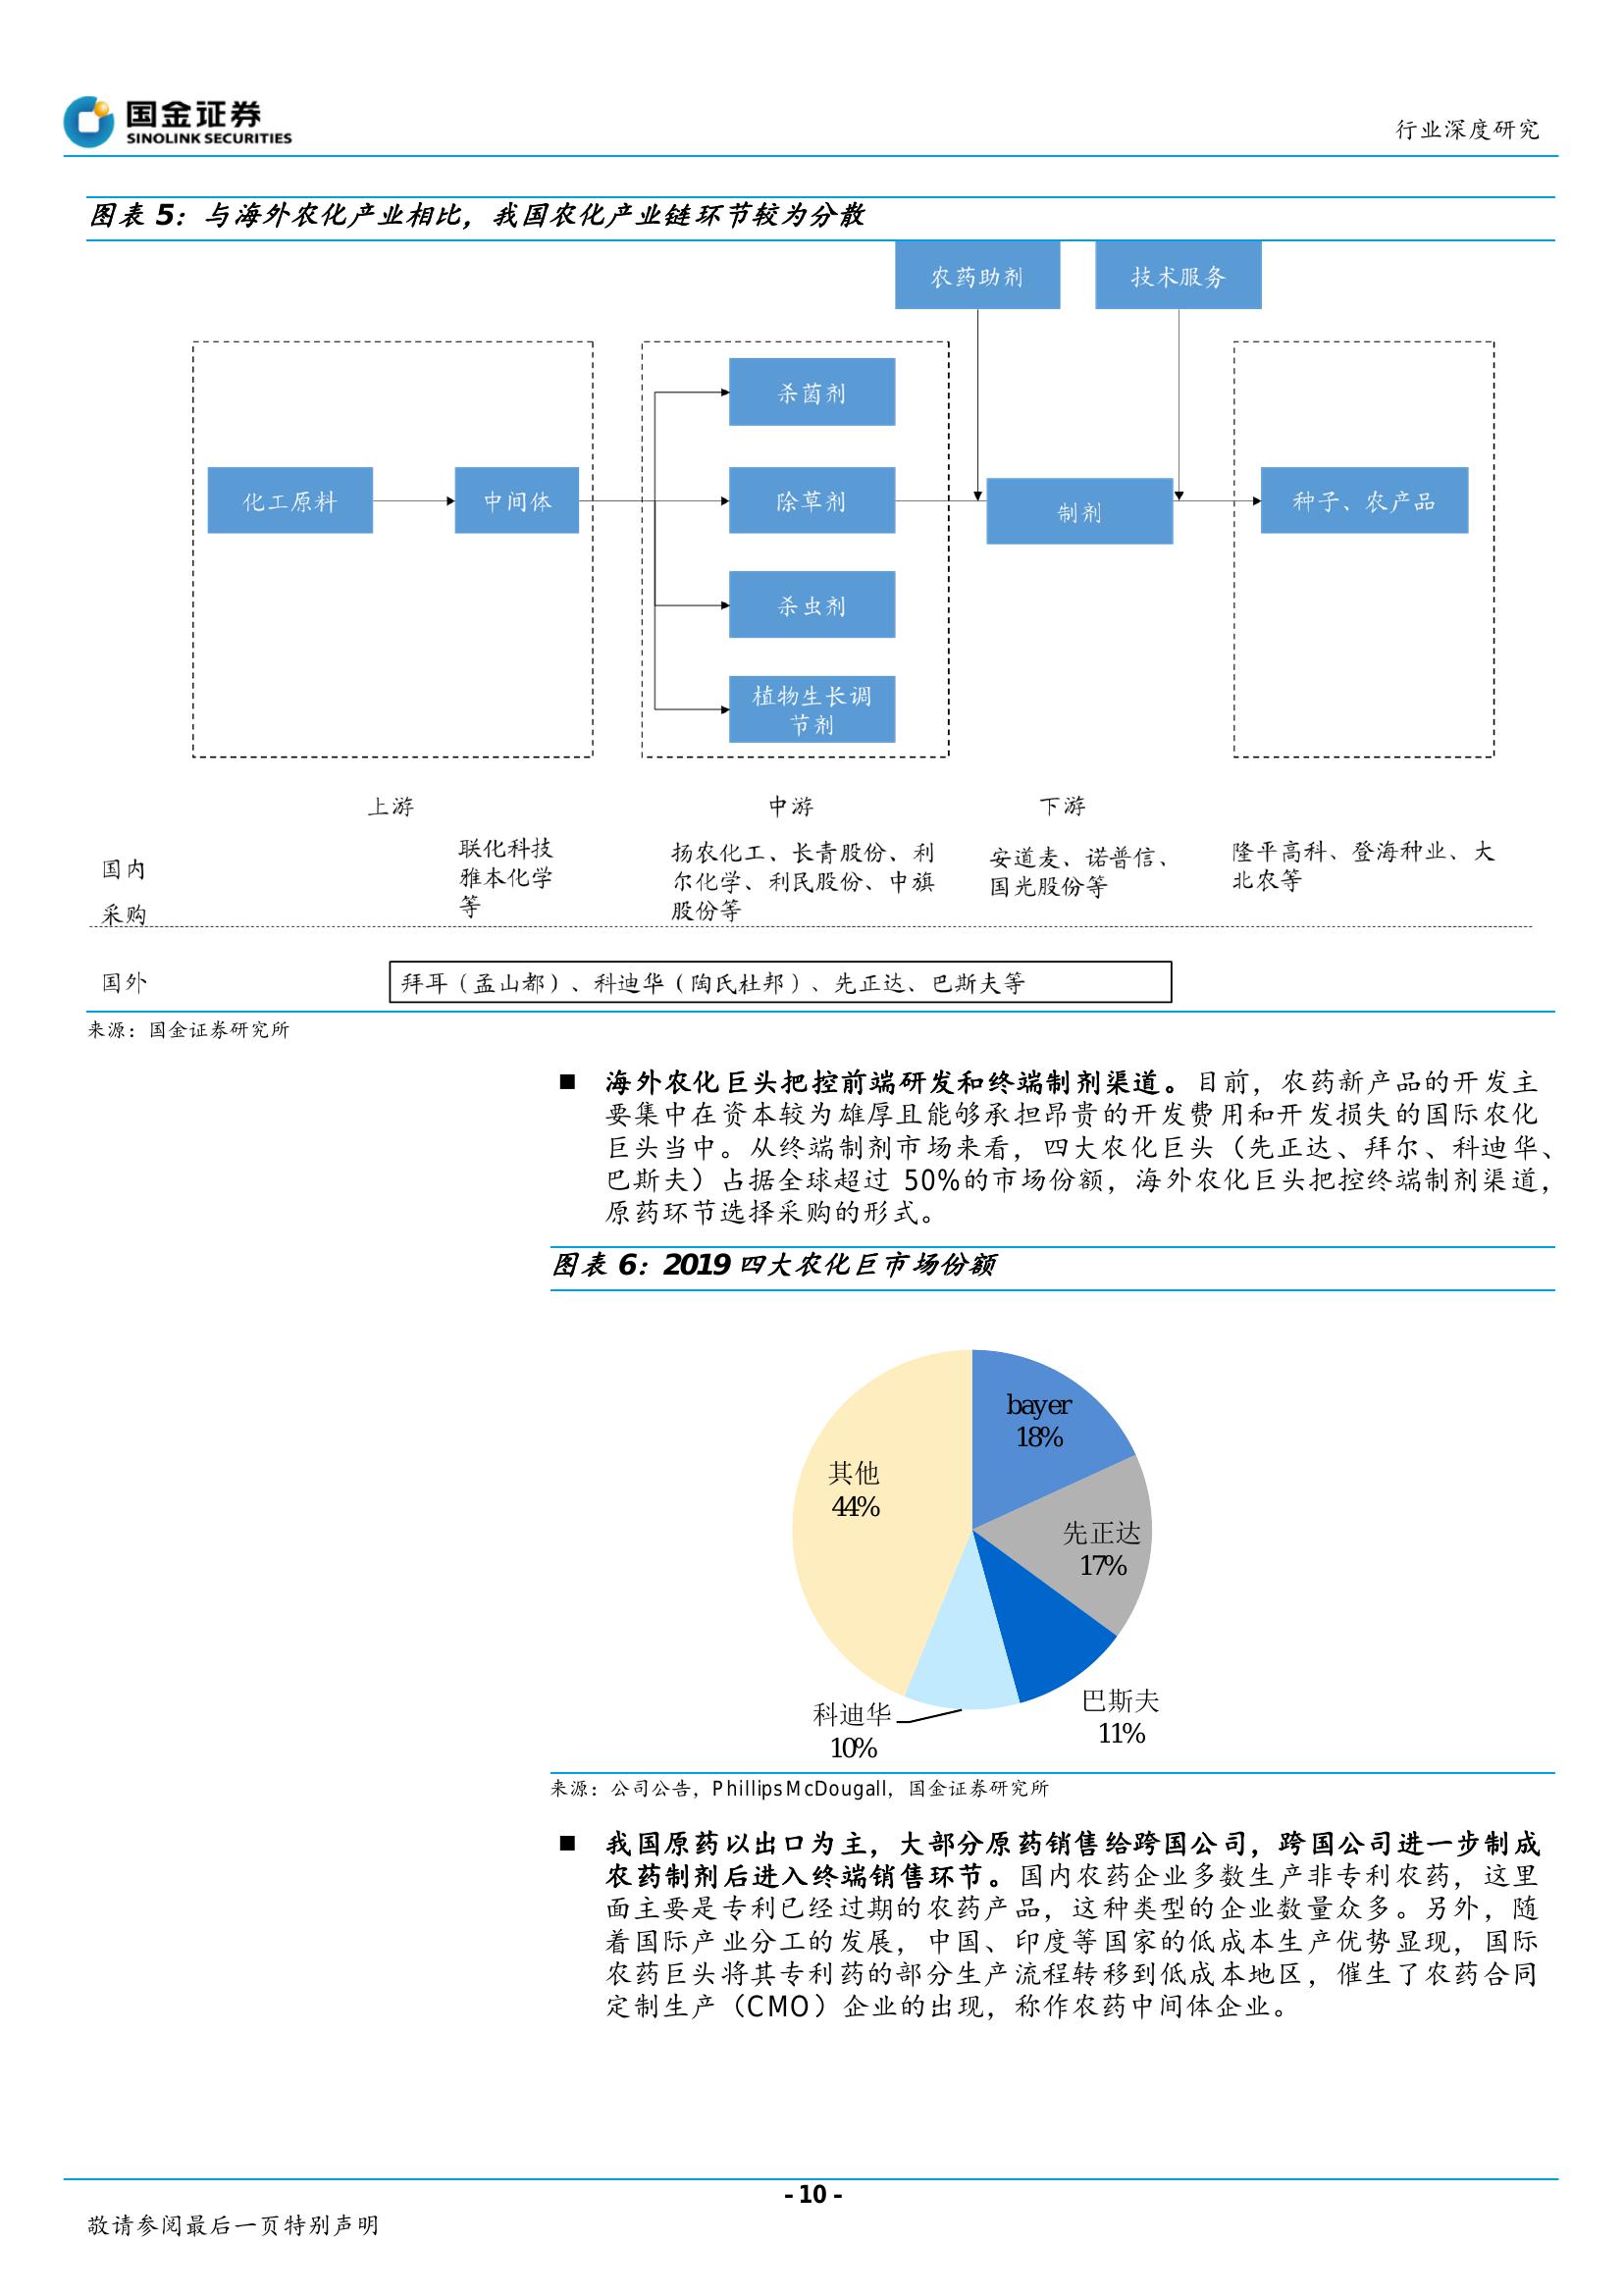 国金证券
SINOLINK SECURITIES
行业深度研究
图表 5：与海外农化产业相比，我国农化产业链环节较为分散
农药助剂
技术服务
杀菌剂
化工原料
中间体
除草剂
制剂
种子、农产品
杀虫剂
植物生长调
节剂
上游
中游
下游
国内
采购
联化科技
雅本化学
等
扬农化工、长青股份、利
尔化学、利民股份、中旗
股份等
安道麦、诺普信、
国光股份等
隆平高科、登海种业、大
北农等
国外
拜耳（孟山都）、科迪华（陶氏杜邦）、先正达、巴斯夫等
来源：国金证券研究所
■ 海外农化巨头把控前端研发和终端制剂渠道。目前，农药新产品的开发主
要集中在资本较为雄厚且能够承担昂贵的开发费用和开发损失的国际农化
巨头当中。从终端制剂市场来看，四大农化巨头（先正达、拜尔、科迪华、
巴斯夫）占据全球超过 50%的市场份额，海外农化巨头把控终端制剂渠道，
原药环节选择采购的形式。
图表 6：2019 四大农化巨市场份额
bayer
18%
其他
44%
先正达
17%
巴斯夫
11%
科迪华
10%
来源：公司公告，Phillips McDougall，国金证券研究所
■ 我国原药以出口为主，大部分原药销售给跨国公司，跨国公司进一步制成
农药制剂后进入终端销售环节。国内农药企业多数生产非专利农药，这里
面主要是专利已经过期的农药产品，这种类型的企业数量众多。另外，随
着国际产业分工的发展，中国、印度等国家的低成本生产优势显现，国际
农药巨头将其专利药的部分生产流程转移到低成本地区，催生了农药合同
定制生产（CMO）企业的出现，称作农药中间体企业。
- 10 -
敬请参阅最后一页特别声明